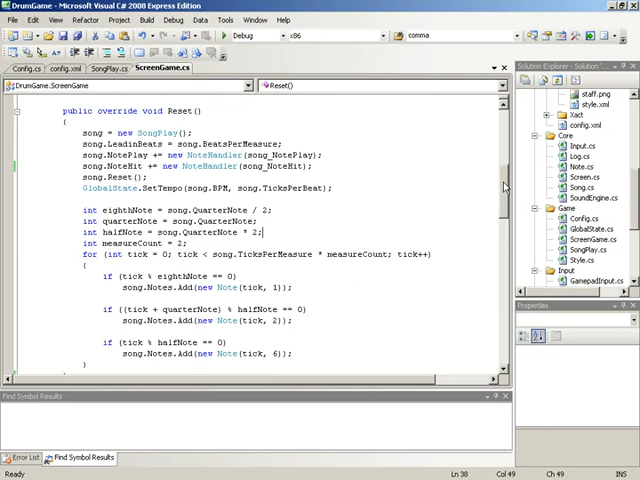 DrumGame - Microsoft Visual C# 2008 Express Edition
File Edit View Refactor Project Build Debug Data Tools Window Help
Debug x86 comma
Config.cs config.xml SongPlay.cs ScreenGame.cs
DrumGame.ScreenGame Reset()
public override void Reset()
{
song = new SongPlay();
song.LeadinBeats = song.BeatsPerMeasure;
song.NotePlay += new NoteHandler(song_NotePlay);
song.NoteHit += new NoteHandler(song_NoteHit);
song.Reset();
GlobalState.SetTempo(song.BPM, song.TicksPerBeat);
int eighthNote = song.QuarterNote / 2;
int quarterNote = song.QuarterNote;
int halfNote = song.QuarterNote * 2;
int measureCount = 2;
for (int tick = 0; tick < song.TicksPerMeasure * measureCount; tick++)
{
if (tick % eighthNote == 0)
song.Notes.Add(new Note(tick, 1));
if ((tick + quarterNote) % halfNote == 0)
song.Notes.Add(new Note(tick, 2));
if (tick % halfNote == 0)
song.Notes.Add(new Note(tick, 6));
}
Find Symbol Results
Error List Find Symbol Results
Ready Ln 38 Col 49 Ch 49 INS
Solution Explorer - Solution
staff.png
style.xml
Xact
config.xml
Core
Input.cs
Log.cs
Note.cs
Screen.cs
Song.cs
SoundEngine.cs
Game
Config.cs
GlobalState.cs
ScreenGame.cs
SongPlay.cs
Style.cs
Input
GamepadInput.cs
Properties